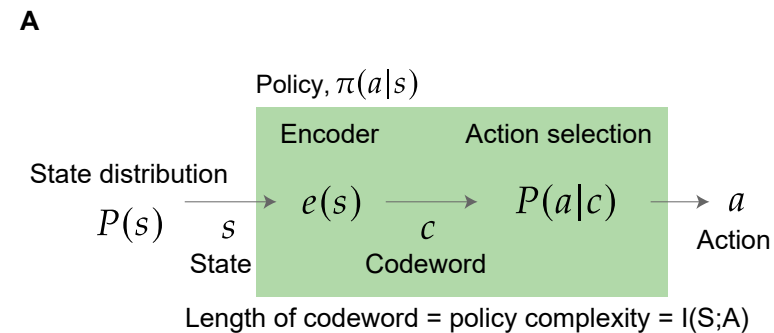 A
Policy, π(a|s)
Encoder
Action selection
State distribution
P(s)
s
State
e(s)
c
Codeword
P(a|c)
a
Action
Length of codeword = policy complexity = I(S;A)